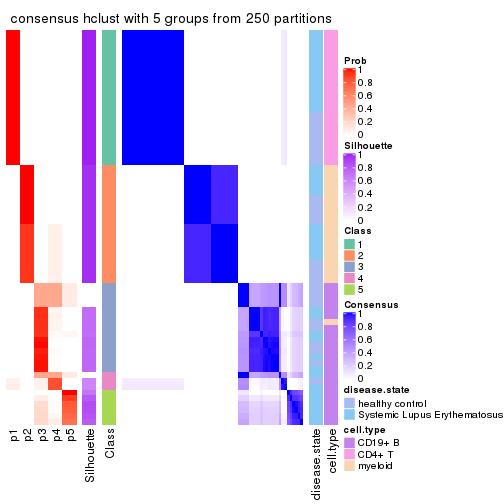 consensus hclust with 5 groups from 250 partitions
Prob
1
0.8
0.6
0.4
0.2
0
Silhouette
1
0.8
0.6
0.4
0.2
0
Class
1
2
3
4
5
Consensus
1
0.8
0.6
0.4
0.2
0
disease.state
healthy control
Systemic Lupus Erythematosus
cell.type
CD19+ B
CD4+ T
myeloid
p1
p2
p3
p4
p5
Silhouette
Class
disease.state
cell.type